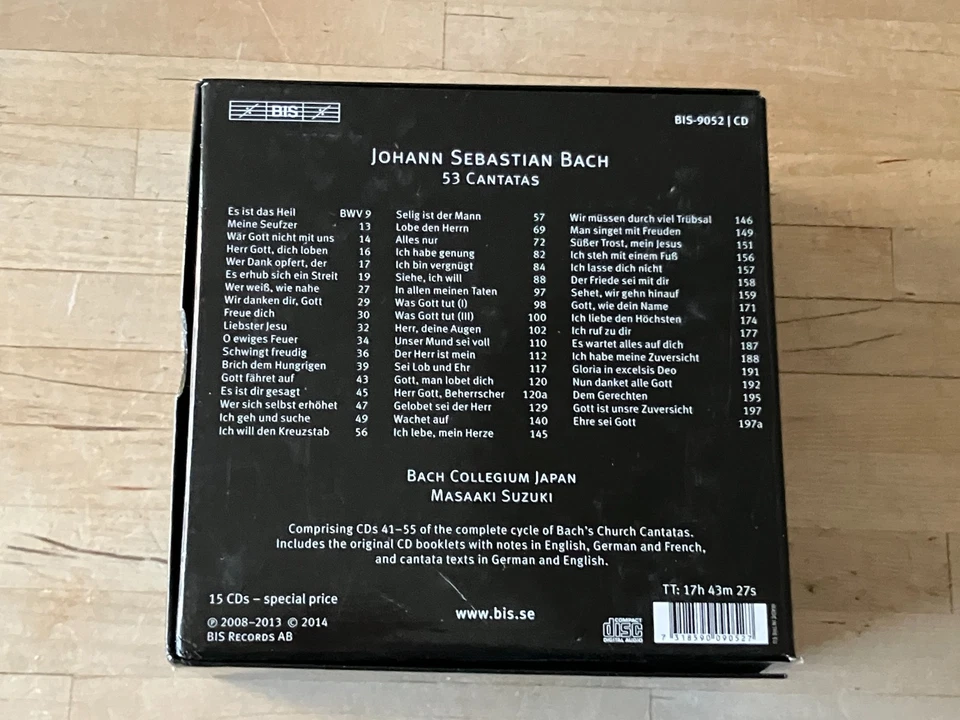 BIS
BIS-9052 | CD
JOHANN SEBASTIAN BACH
53 CANTATAS
Es ist das Heil BWV 9
Meine Seufzer 13
Wär Gott nicht mit uns 14
Herr Gott, dich loben 16
Wer Dank opfert, der 17
Es erhub sich ein Streit 19
Wer weiß, wie nahe 27
Wir danken dir, Gott 29
Freue dich 30
Liebster Jesu 32
O ewiges Feuer 34
Schwingt freudig 36
Brich dem Hungrigen 39
Gott fähret auf 43
Es ist dir gesagt 45
Wer sich selbst erhöhet 47
Ich geh und suche 49
Ich will den Kreuzstab 56
Selig ist der Mann 57
Lobe den Herrn 69
Alles nur 72
Ich habe genung 82
Ich bin vergnügt 84
Siehe, ich will 88
In allen meinen Taten 97
Was Gott tut (I) 98
Was Gott tut (III) 100
Herr, deine Augen 102
Unser Mund sei voll 110
Der Herr ist mein 112
Sei Lob und Ehr 117
Gott, man lobet dich 120
Herr Gott, Beherrscher 120a
Gelobet sei der Herr 129
Wachet auf 140
Ich lebe, mein Herze 145
Wir müssen durch viel Trübsal 146
Man singet mit Freuden 149
Süßer Trost, mein Jesus 151
Ich steh mit einem Fuß 156
Ich lasse dich nicht 157
Der Friede sei mit dir 158
Sehet, wir gehn hinauf 159
Gott, wie dein Name 171
Ich liebe den Höchsten 174
Ich ruf zu dir 177
Es wartet alles auf dich 187
Ich habe meine Zuversicht 188
Gloria in excelsis Deo 191
Nun danket alle Gott 192
Dem Gerechten 195
Gott ist unsre Zuversicht 197
Ehre sei Gott 197a
BACH COLLEGIUM JAPAN
MASAAKI SUZUKI
Comprising CDs 41–55 of the complete cycle of Bach's Church Cantatas.
Includes the original CD booklets with notes in English, German and French,
and cantata texts in German and English.
TT: 17h 43m 27s
15 CDs – special price
℗ 2008–2013 © 2014
BIS RECORDS AB
www.bis.se
COMPACT
disc
DIGITAL AUDIO
7 318590 090527